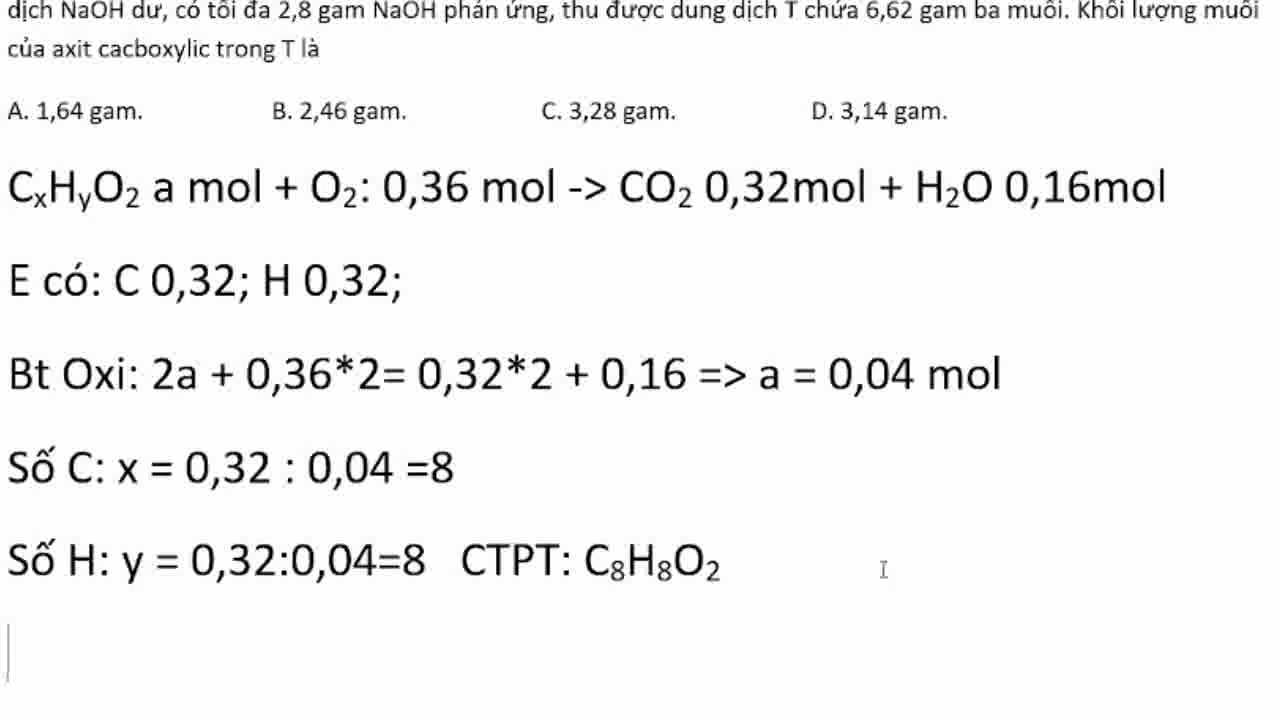 dịch NaOH dư, có tối đa 2,8 gam NaOH phản ứng, thu được dung dịch T chứa 6,62 gam ba muối. Khối lượng muối
của axit cacboxylic trong T là
A. 1,64 gam. B. 2,46 gam. C. 3,28 gam. D. 3,14 gam.
CₓHᵧO₂ a mol + O₂: 0,36 mol -> CO₂ 0,32mol + H₂O 0,16mol
E có: C 0,32; H 0,32;
Bt Oxi: 2a + 0,36*2= 0,32*2 + 0,16 => a = 0,04 mol
Số C: x = 0,32 : 0,04 =8
Số H: y = 0,32:0,04=8 CTPT: C₈H₈O₂